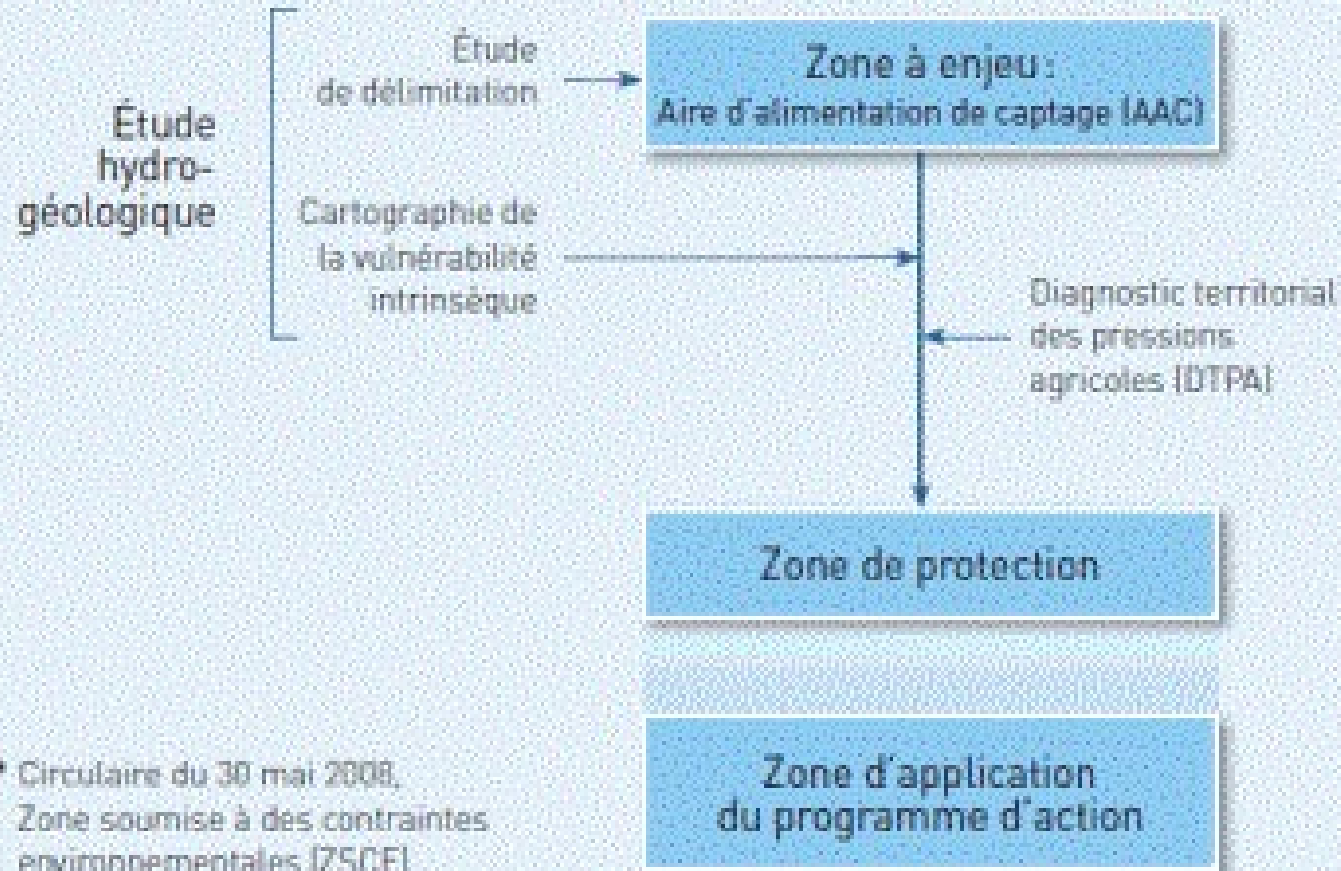 Étude
hydro-
géologique
Étude
de délimitation
Cartographie de
la vulnérabilité
intrinsèque
Zone à enjeu :
Aire d'alimentation de captage (AAC)
Diagnostic territorial
des pressions
agricoles (DTPA)
Zone de protection
Zone d'application
du programme d'action
* Circulaire du 30 mai 2008,
Zone soumise à des contraintes
environnementales (ZSCE)